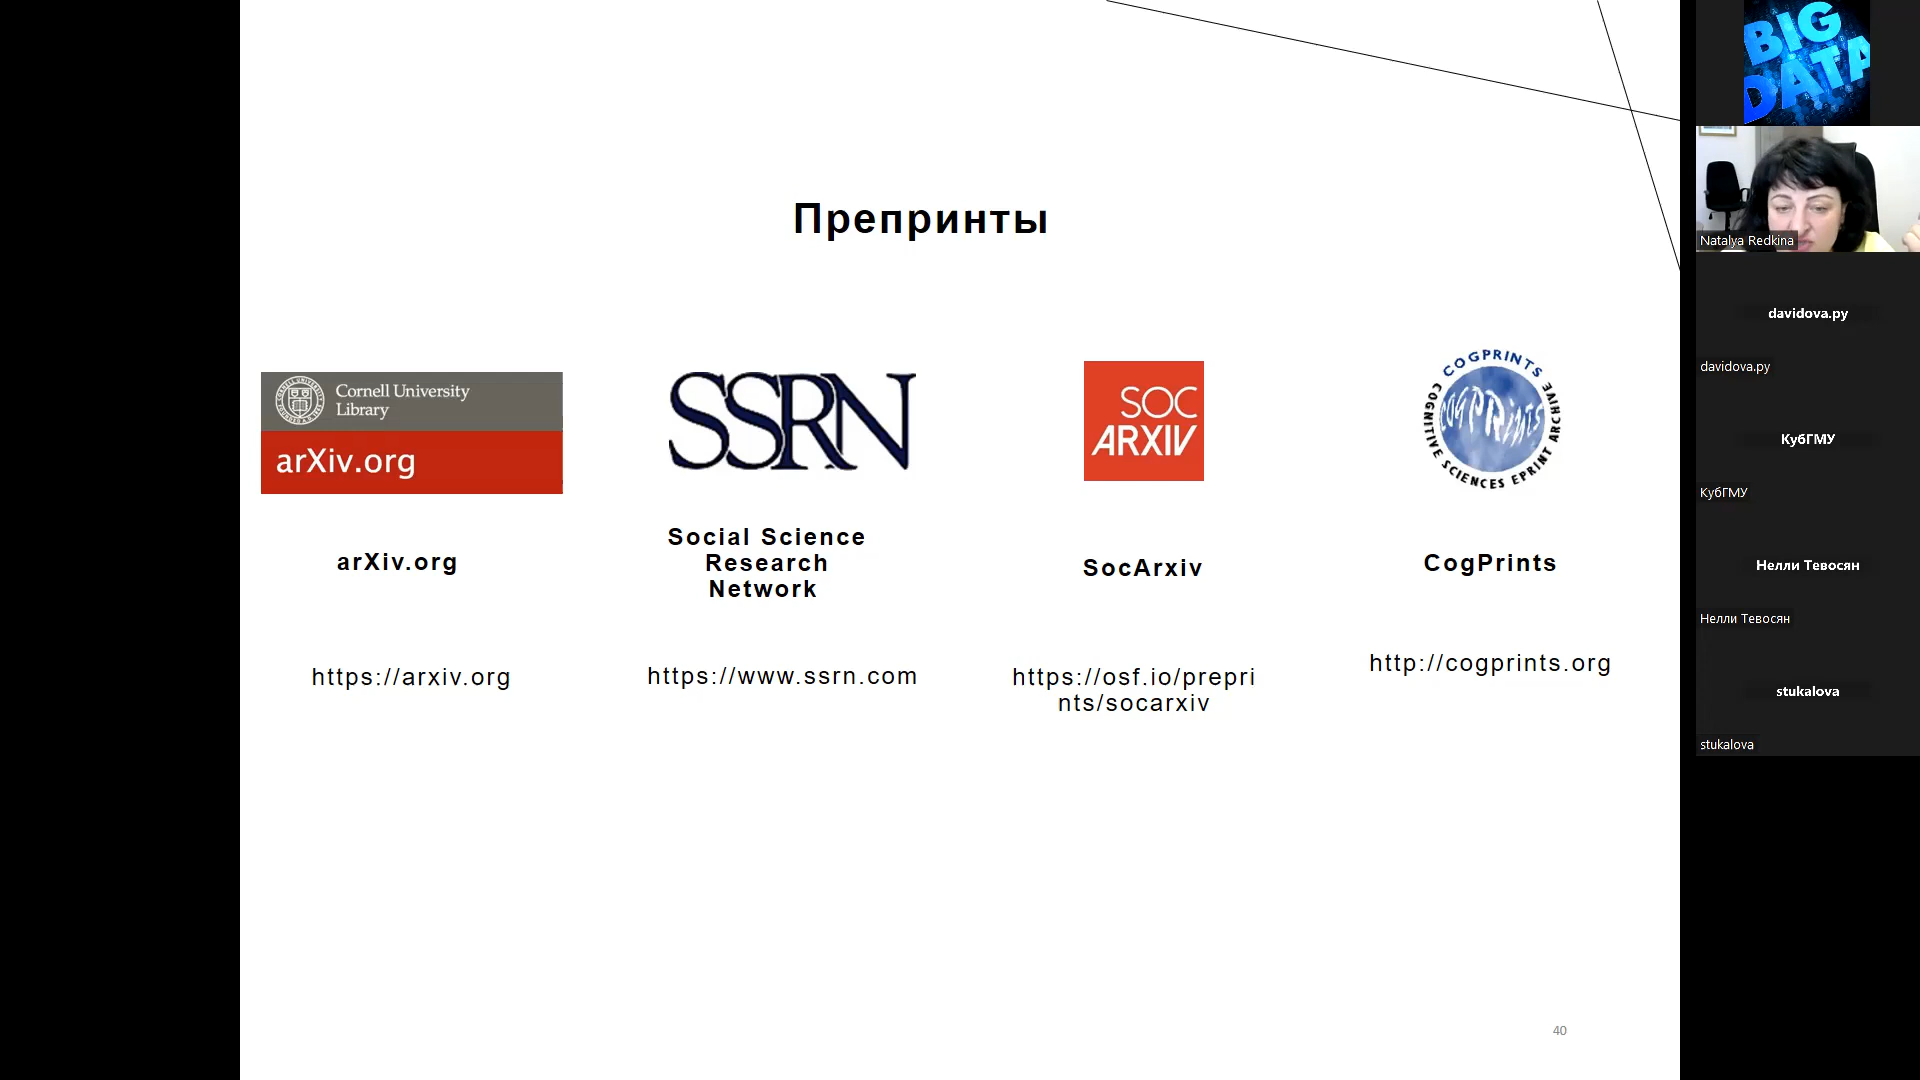 Препринты
Cornell University
Library
arXiv.org
SSRN
SOC
ARXIV
COGPRINTS
COGPRINTS
COGNITIVE SCIENCES EPRINT ARCHIVE
arXiv.org
Social Science
Research
Network
SocArxiv
CogPrints
https://arxiv.org
https://www.ssrn.com
https://osf.io/prepri
nts/socarxiv
http://cogprints.org
40
BIG
DATA
Natalya Redkina
davidova.py
davidova.py
КубГМУ
КубГМУ
Нелли Тевосян
Нелли Тевосян
stukalova
stukalova